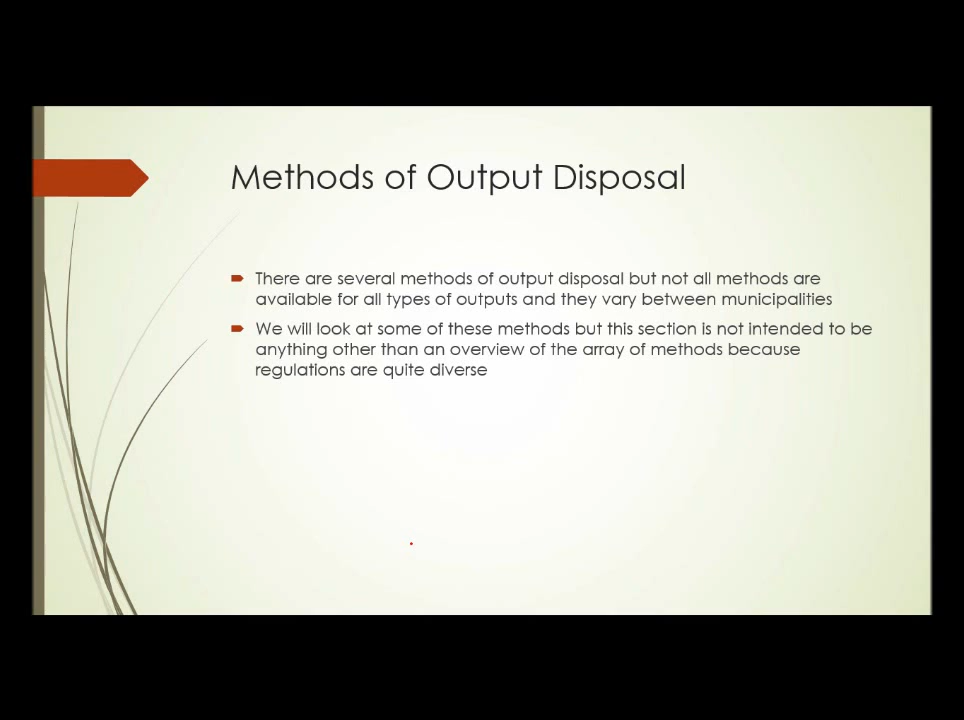 Methods of Output Disposal
There are several methods of output disposal but not all methods are
available for all types of outputs and they vary between municipalities
We will look at some of these methods but this section is not intended to be
anything other than an overview of the array of methods because
regulations are quite diverse